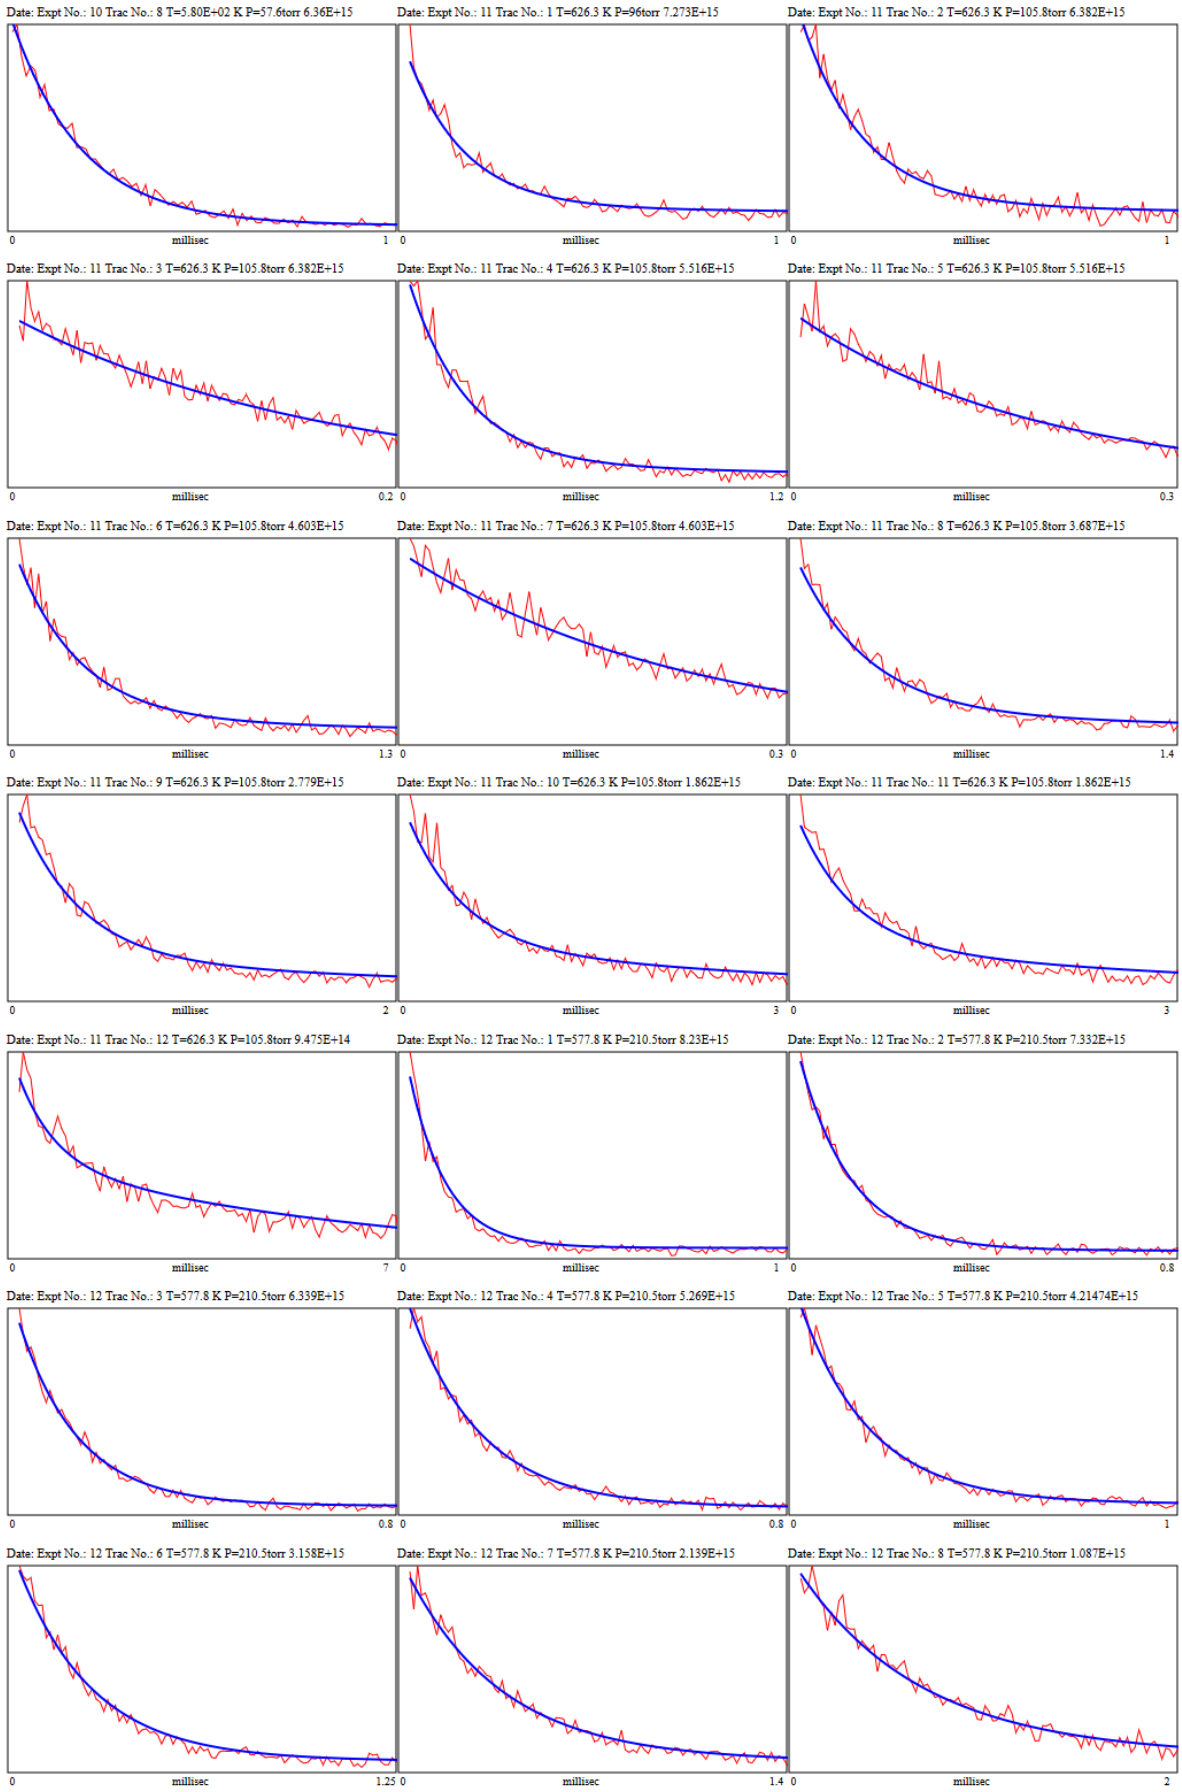 Date: Expt No.: 10 Trac No.: 8 T=5.80E+02 K P=57.6torr 6.36E+15
Date: Expt No.: 11 Trac No.: 1 T=626.3 K P=96torr 7.273E+15
Date: Expt No.: 11 Trac No.: 2 T=626.3 K P=105.8torr 6.382E+15
0 millisec 1
0 millisec 1
0 millisec 1
Date: Expt No.: 11 Trac No.: 3 T=626.3 K P=105.8torr 6.382E+15
Date: Expt No.: 11 Trac No.: 4 T=626.3 K P=105.8torr 5.516E+15
Date: Expt No.: 11 Trac No.: 5 T=626.3 K P=105.8torr 5.516E+15
0 millisec 0.2
0 millisec 1.2
0 millisec 0.3
Date: Expt No.: 11 Trac No.: 6 T=626.3 K P=105.8torr 4.603E+15
Date: Expt No.: 11 Trac No.: 7 T=626.3 K P=105.8torr 4.603E+15
Date: Expt No.: 11 Trac No.: 8 T=626.3 K P=105.8torr 3.687E+15
0 millisec 1.3
0 millisec 0.3
0 millisec 1.4
Date: Expt No.: 11 Trac No.: 9 T=626.3 K P=105.8torr 2.779E+15
Date: Expt No.: 11 Trac No.: 10 T=626.3 K P=105.8torr 1.862E+15
Date: Expt No.: 11 Trac No.: 11 T=626.3 K P=105.8torr 1.862E+15
0 millisec 2
0 millisec 3
0 millisec 3
Date: Expt No.: 11 Trac No.: 12 T=626.3 K P=105.8torr 9.475E+14
Date: Expt No.: 12 Trac No.: 1 T=577.8 K P=210.5torr 8.23E+15
Date: Expt No.: 12 Trac No.: 2 T=577.8 K P=210.5torr 7.332E+15
0 millisec 7
0 millisec 1
0 millisec 0.8
Date: Expt No.: 12 Trac No.: 3 T=577.8 K P=210.5torr 6.339E+15
Date: Expt No.: 12 Trac No.: 4 T=577.8 K P=210.5torr 5.269E+15
Date: Expt No.: 12 Trac No.: 5 T=577.8 K P=210.5torr 4.21474E+15
0 millisec 0.8
0 millisec 0.8
0 millisec 1
Date: Expt No.: 12 Trac No.: 6 T=577.8 K P=210.5torr 3.158E+15
Date: Expt No.: 12 Trac No.: 7 T=577.8 K P=210.5torr 2.139E+15
Date: Expt No.: 12 Trac No.: 8 T=577.8 K P=210.5torr 1.087E+15
0 millisec 1.25
0 millisec 1.4
0 millisec 2